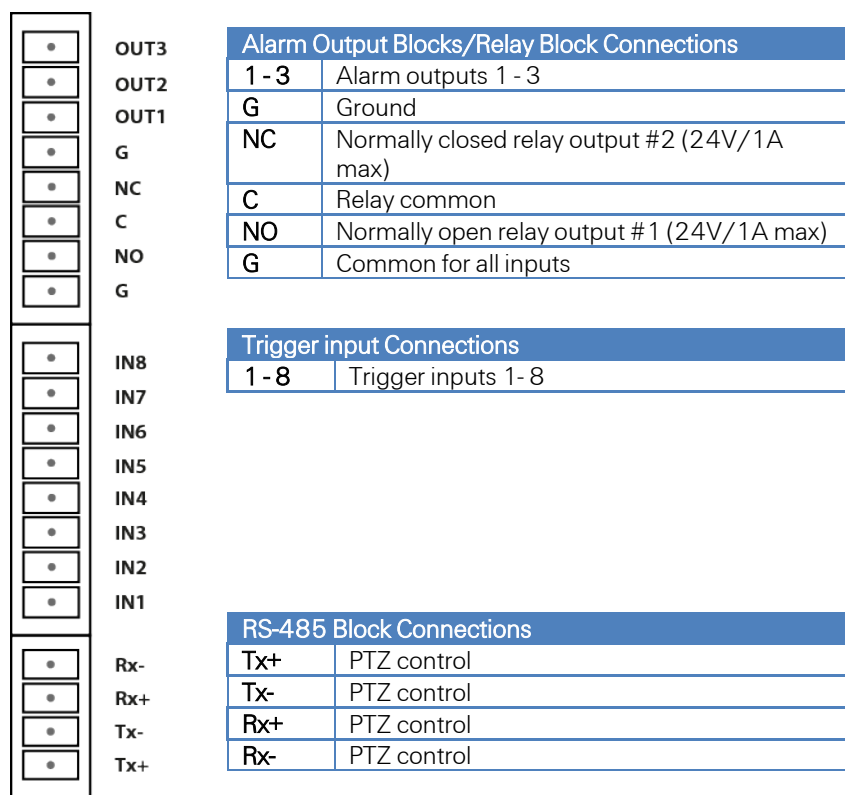 OUT3
OUT2
OUT1
G
NC
C
NO
G
IN8
IN7
IN6
IN5
IN4
IN3
IN2
IN1
Rx-
Rx+
Tx-
Tx+
Alarm Output Blocks/Relay Block Connections
1 - 3 Alarm outputs 1 - 3
G Ground
NC Normally closed relay output #2 (24V/1A
max)
C Relay common
NO Normally open relay output #1 (24V/1A max)
G Common for all inputs
Trigger input Connections
1 - 8 Trigger inputs 1- 8
RS-485 Block Connections
Tx+ PTZ control
Tx- PTZ control
Rx+ PTZ control
Rx- PTZ control